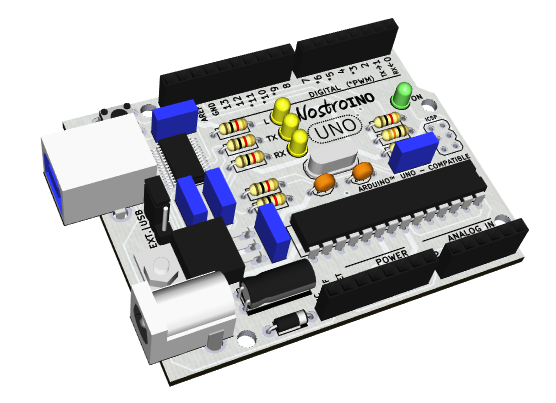 AREF
GND
13
12
*11
*10
*9
8
7
*6
*5
4
*3
2
TX→1
RX←0
DIGITAL (*PWM)
L
TX
RX
NostroINO
UNO
ON
ICSP
ARDUINO™ UNO - COMPATIBLE
EXT.!USB
POWER
ANALOG IN